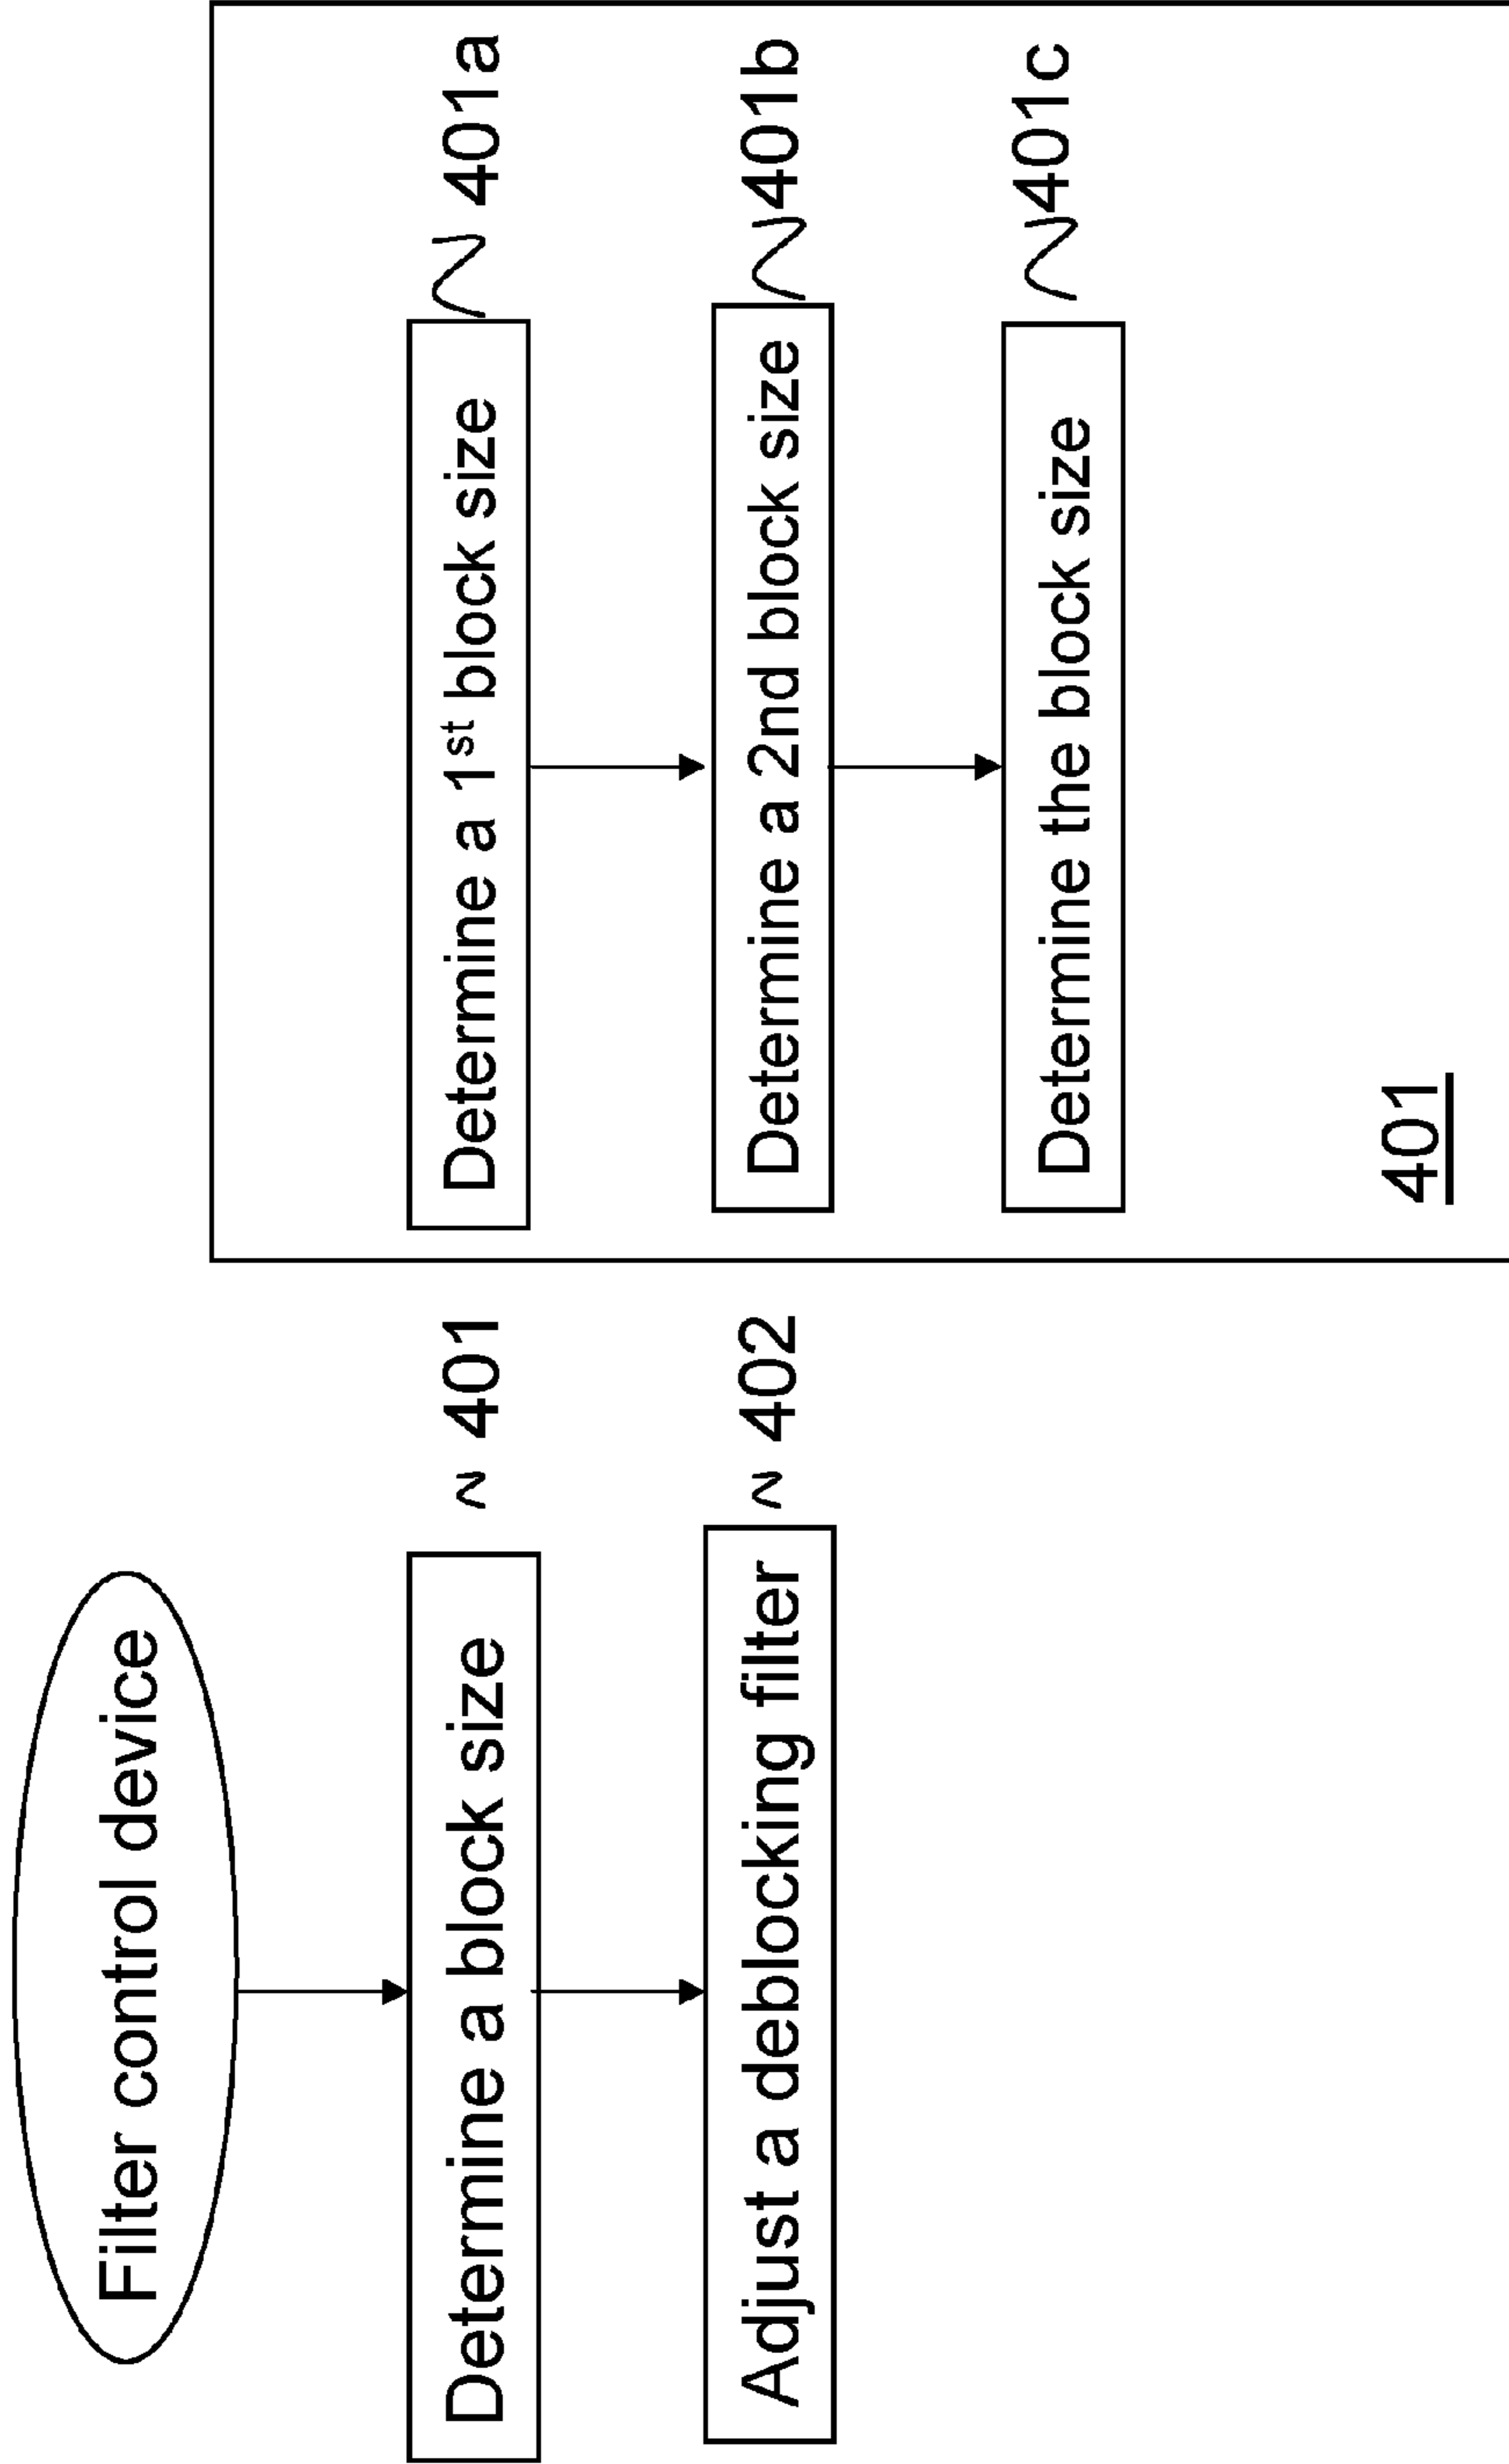 Filter control device
Determine a block size ~ 401
Adjust a deblocking filter ~ 402
Determine a 1st block size 401a
Determine a 2nd block size 401b
Determine the block size 401c
401